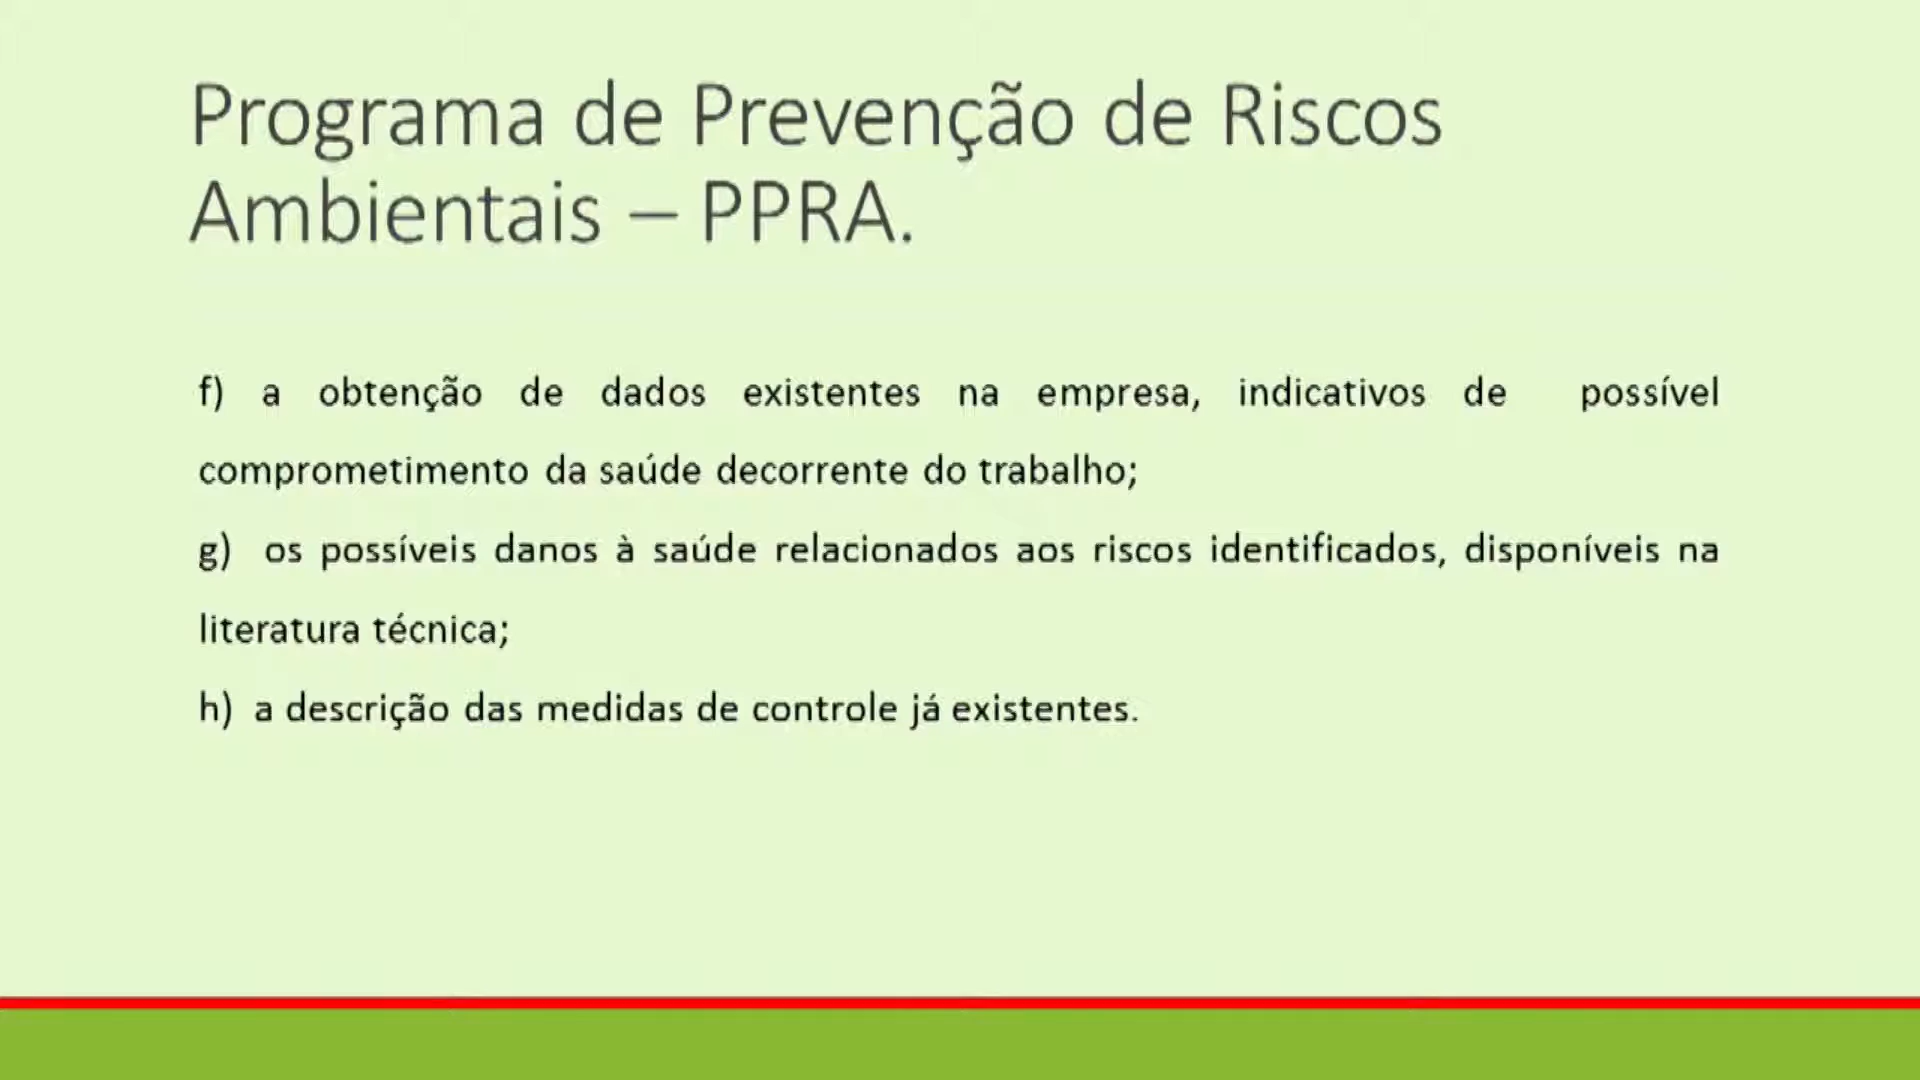 Programa de Prevenção de Riscos
Ambientais – PPRA.
f) a obtenção de dados existentes na empresa, indicativos de possível
comprometimento da saúde decorrente do trabalho;
g) os possíveis danos à saúde relacionados aos riscos identificados, disponíveis na
literatura técnica;
h) a descrição das medidas de controle já existentes.